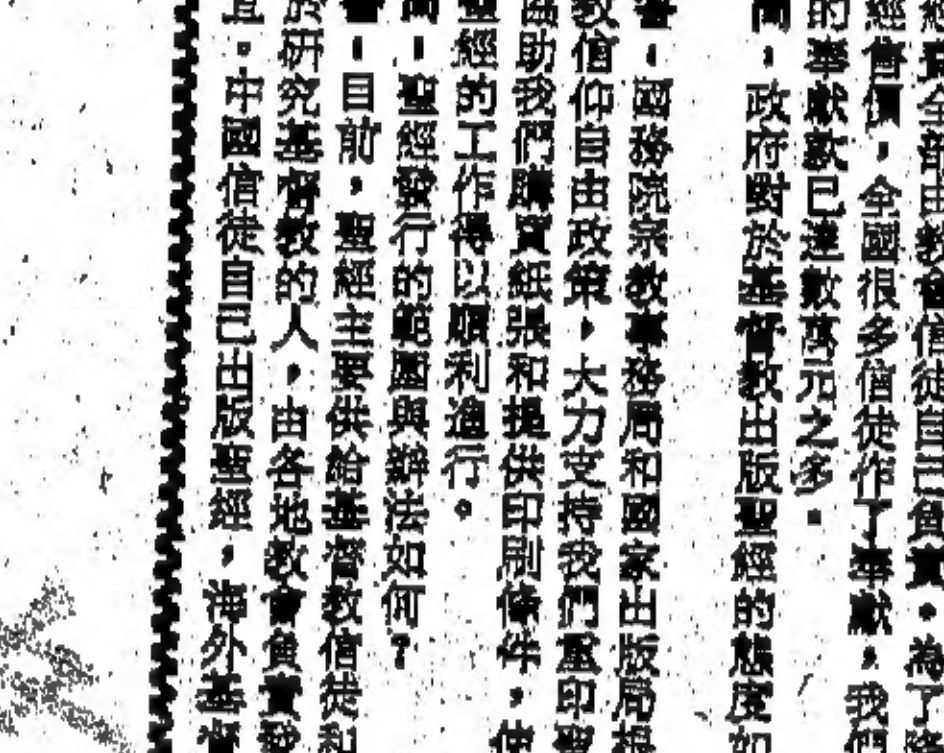 經費全部由教會信徒自己負責。為了
經售價，全國很多信徒作了奉獻，我們
的奉獻款已達數萬元之多。
問：政府對於基督教出版聖經的態度如
答：國務院宗教事務局和國家出版局根
教信仰自由政策，大力支持我們重印聖
協助我們購買紙張和提供印刷條件，使
聖經的工作得以順利進行。
問：聖經發行的範圍與辦法如何？
答：目前，聖經主要供給基督教信徒和
於研究基督教的人，由各地教會負責發
中國信徒自己出版聖經，海外基督